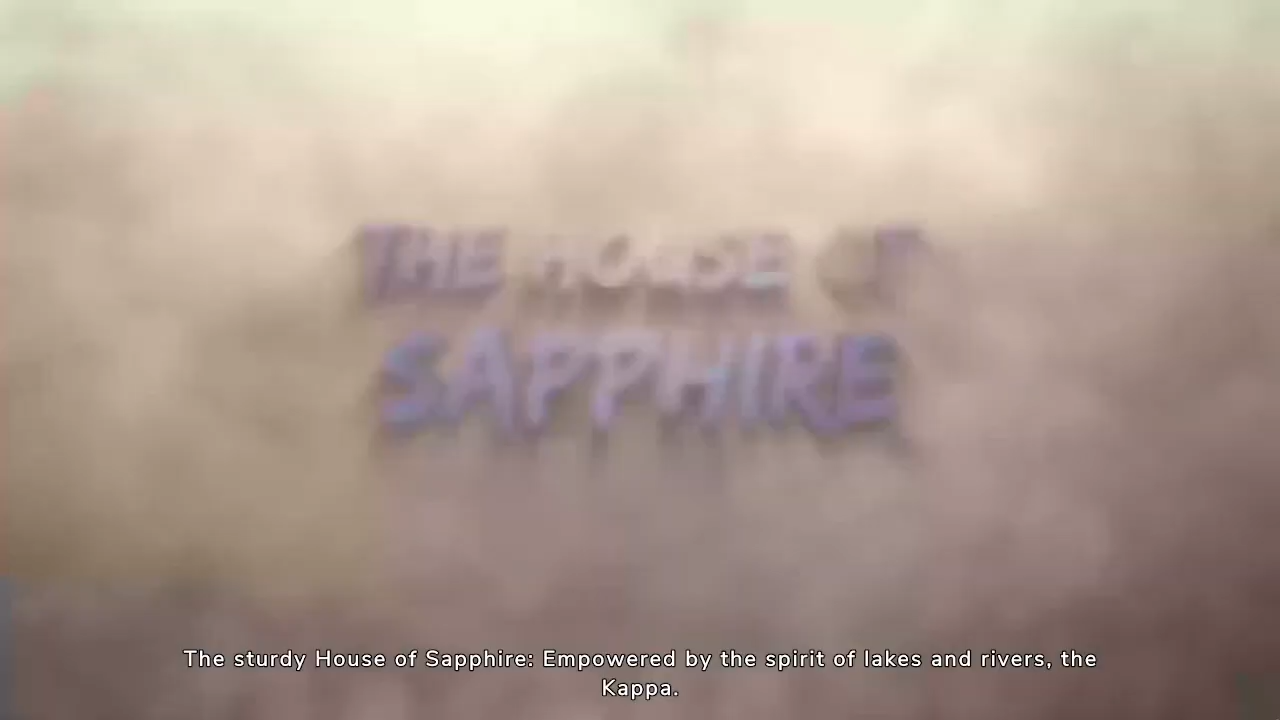 THE HOUSE OF
SAPPHIRE
The sturdy House of Sapphire: Empowered by the spirit of lakes and rivers, the
Kappa.